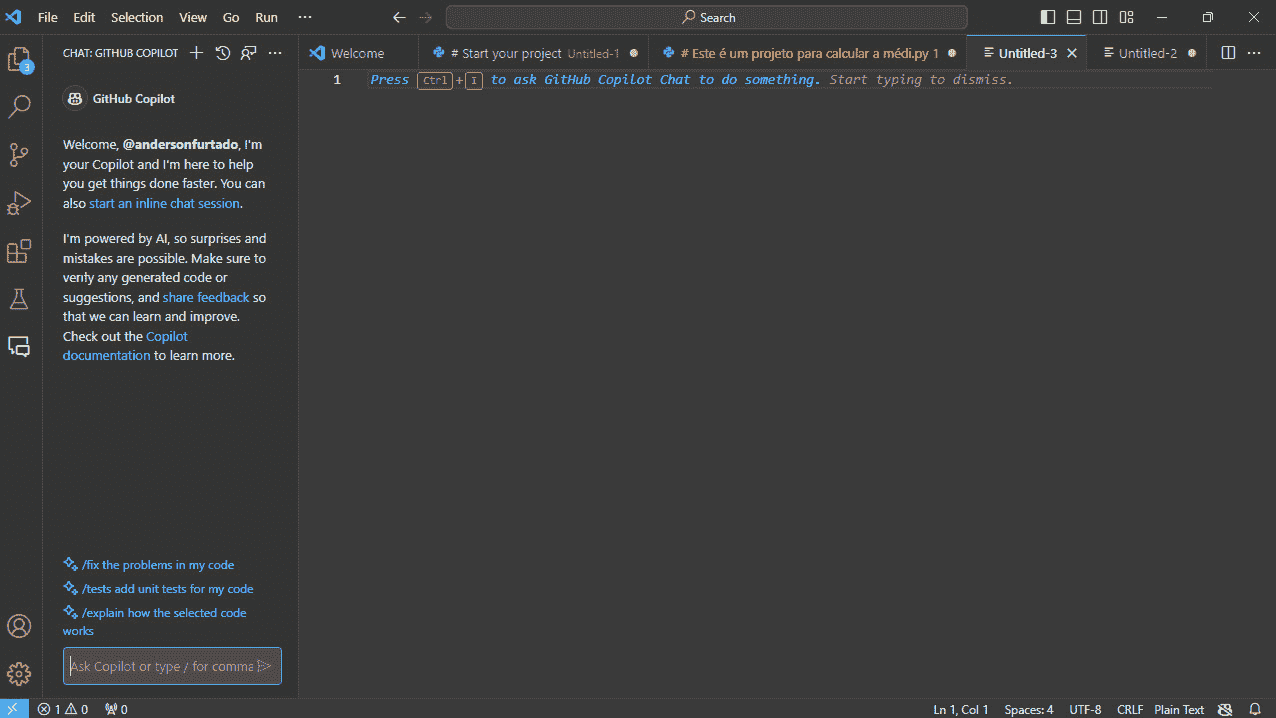 File Edit Selection View Go Run ··· Search
CHAT: GITHUB COPILOT
3
Welcome
# Start your project Untitled-1
# Este é um projeto para calcular a médi.py 1
Untitled-3
Untitled-2
GitHub Copilot
Welcome, @andersonfurtado, I'm
your Copilot and I'm here to help
you get things done faster. You can
also start an inline chat session.
I'm powered by AI, so surprises and
mistakes are possible. Make sure to
verify any generated code or
suggestions, and share feedback so
that we can learn and improve.
Check out the Copilot
documentation to learn more.
/fix the problems in my code
/tests add unit tests for my code
/explain how the selected code
works
Ask Copilot or type / for comma
1 Press Ctrl + I to ask GitHub Copilot Chat to do something. Start typing to dismiss.
1 0 0 Ln 1, Col 1 Spaces: 4 UTF-8 CRLF Plain Text